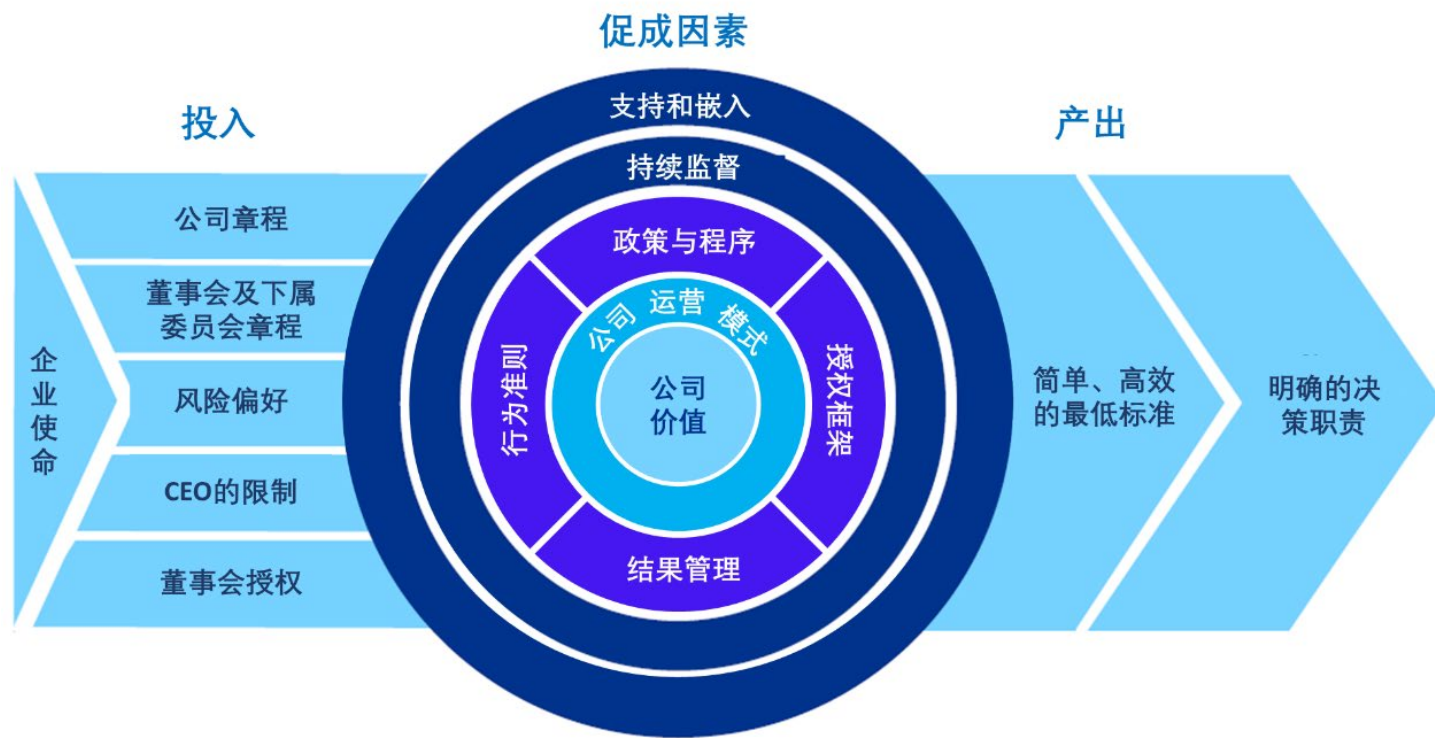 促成因素
投入
产出
企业使命
公司章程
董事会及下属
委员会章程
风险偏好
CEO的限制
董事会授权
支持和嵌入
持续监督
政策与程序
行为准则
授权框架
结果管理
公司 运营 模式
公司
价值
简单、高效
的最低标准
明确的决
策职责